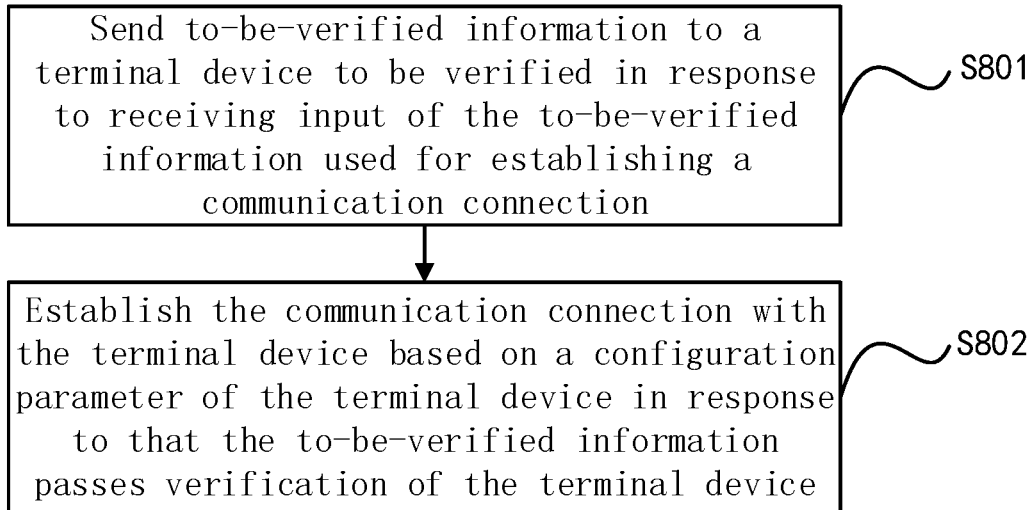 Send to-be-verified information to a
terminal device to be verified in response
to receiving input of the to-be-verified
information used for establishing a
communication connection
S801
Establish the communication connection with
the terminal device based on a configuration
parameter of the terminal device in response
to that the to-be-verified information
passes verification of the terminal device
S802